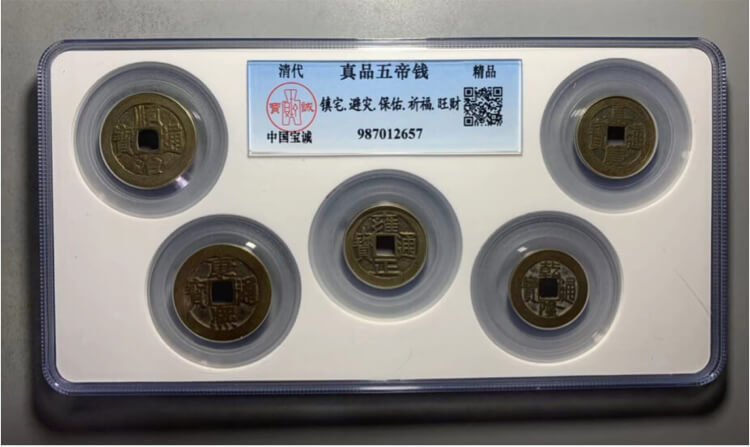 清代 真品五帝钱 精品
寶 誠
镇宅.避灾.保佑.祈福.旺财
中国宝诚 987012657
順治通寶
康熙通寶
雍正通寶
乾隆通寶